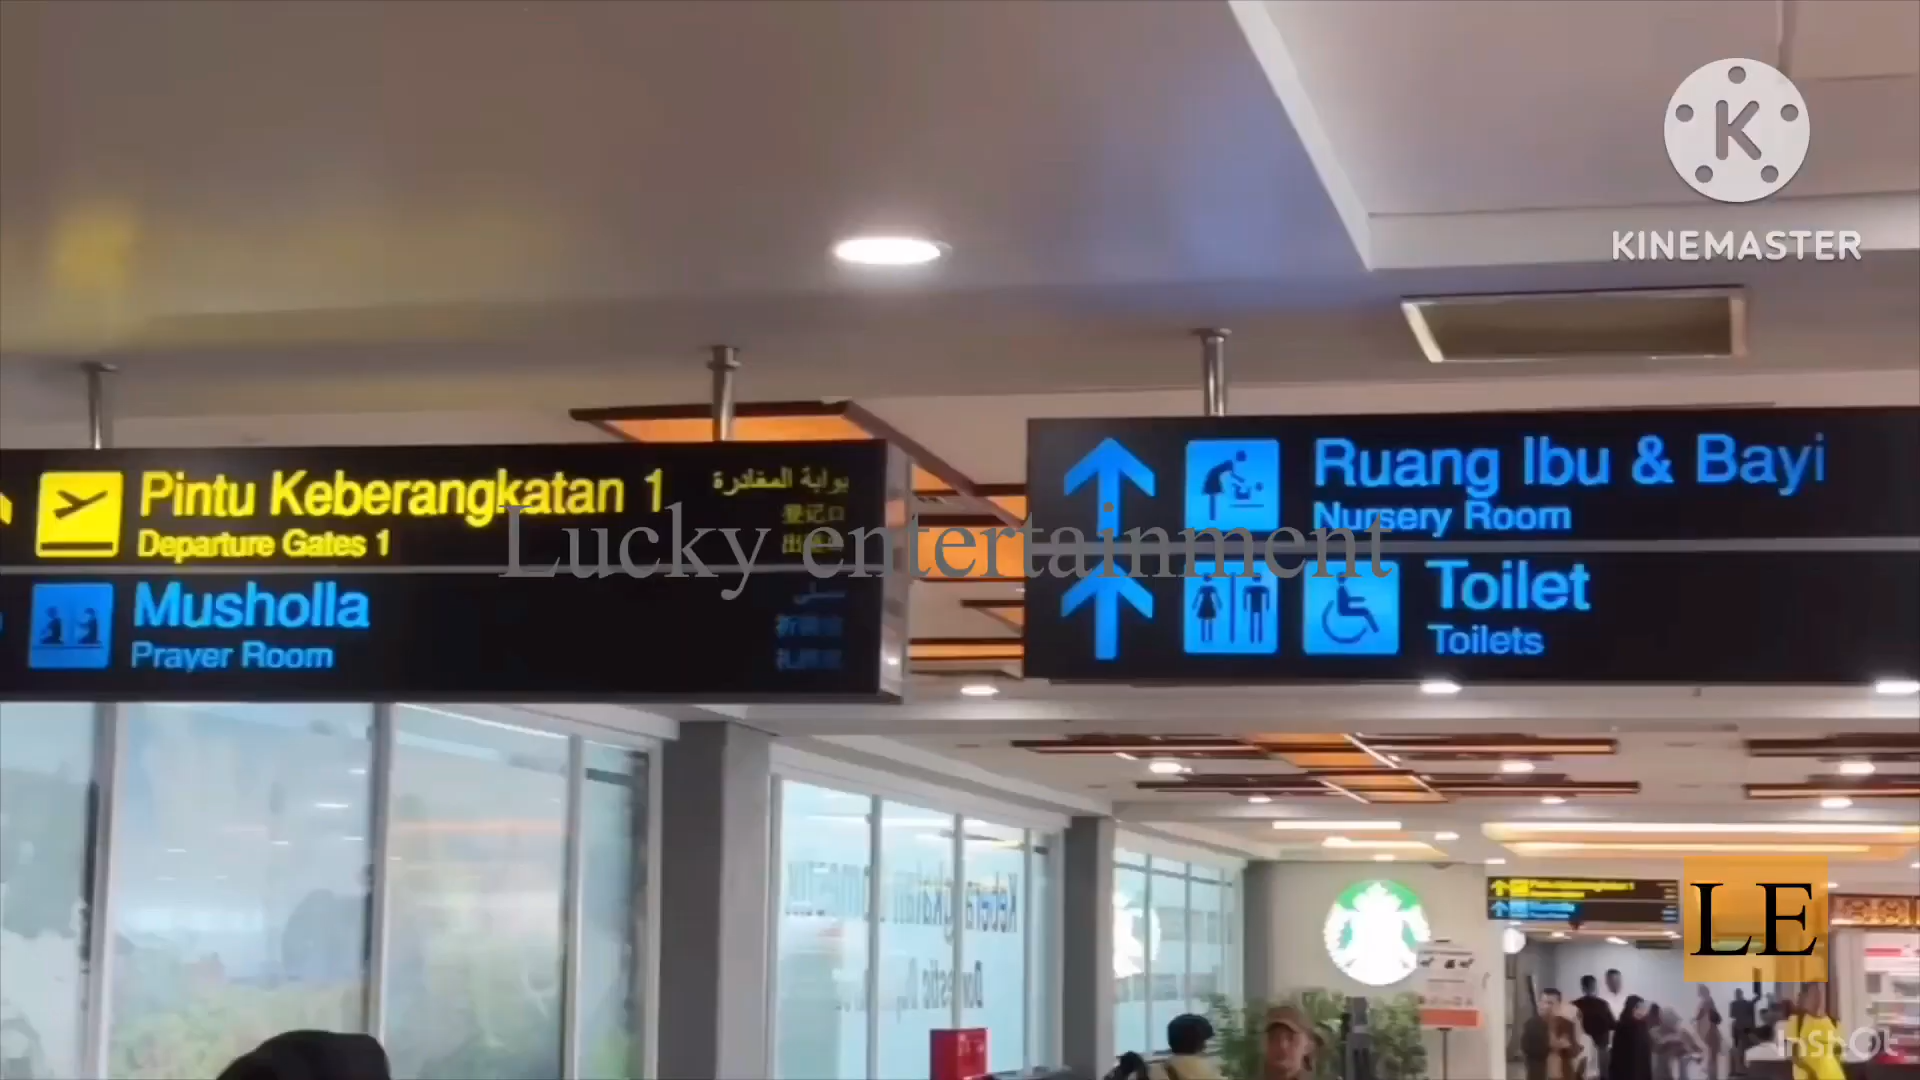 K
KINEMASTER
Pintu Keberangkatan 1
Departure Gates 1
بوابة المغادرة
登记口
Musholla
Prayer Room
Ruang Ibu & Bayi
Nursery Room
Toilet
Toilets
Lucky entertainment
LE
InShot